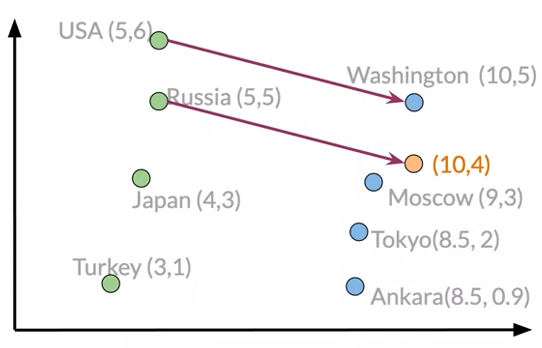 USA (5,6)
Washington (10,5)
Russia (5,5)
(10,4)
Japan (4,3)
Moscow (9,3)
Tokyo(8.5, 2)
Turkey (3,1)
Ankara(8.5, 0.9)